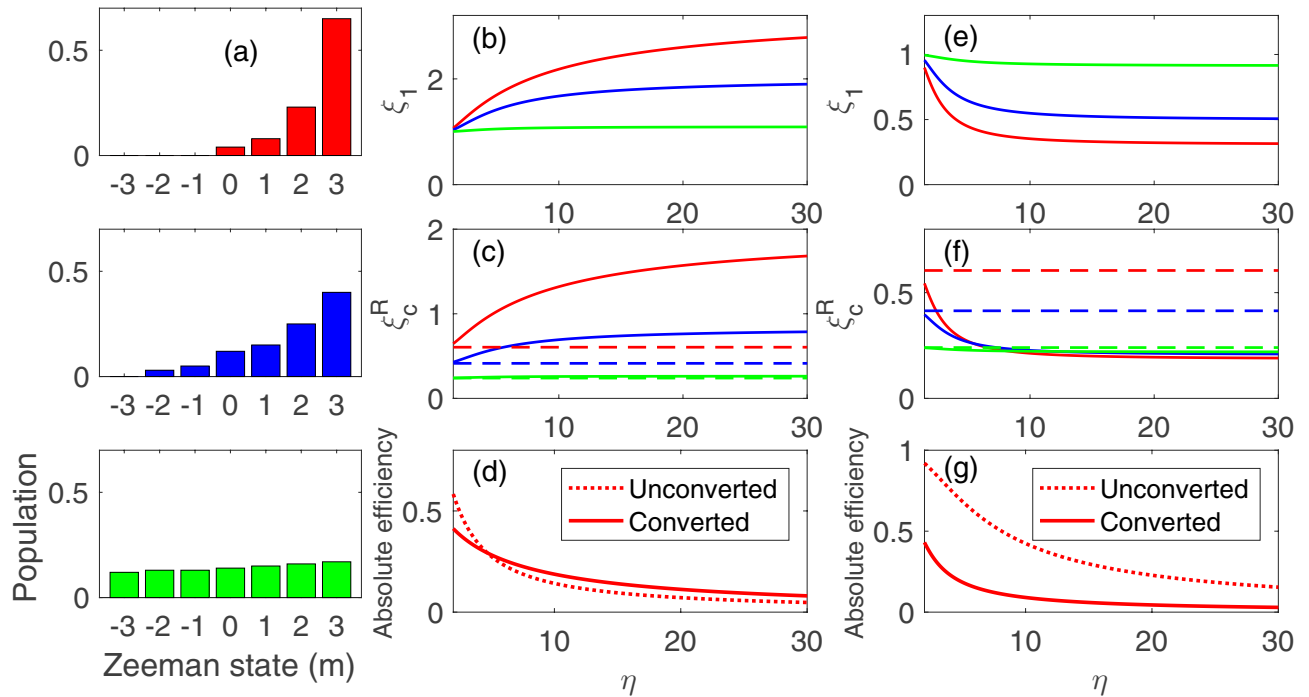 (a)
0.5
0
-3 -2 -1 0 1 2 3
0.5
0
-3 -2 -1 0 1 2 3
Population
0.5
0
-3 -2 -1 0 1 2 3
Zeeman state (m)
(b)
ξ1
2
0
10 20 30
(c)
ξcR
2
1
0
10 20 30
(d)
Absolute efficiency
0.5
0
Unconverted
Converted
10 20 30
η
(e)
ξ1
1
0.5
0
10 20 30
(f)
ξcR
0.5
0
10 20 30
(g)
Absolute efficiency
1
0.5
0
Unconverted
Converted
10 20 30
η